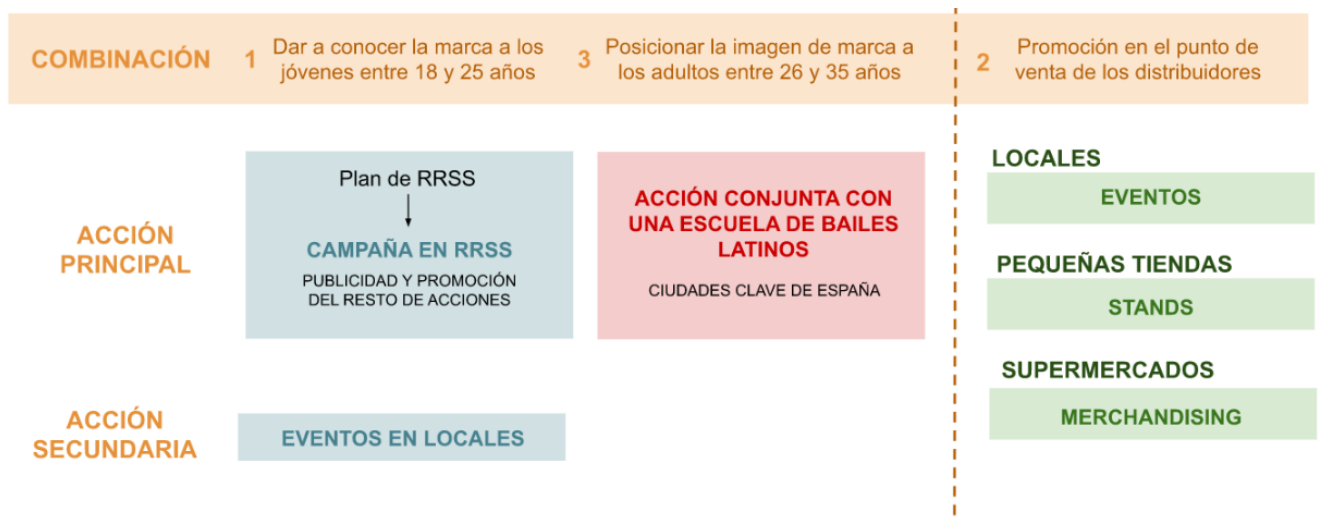 COMBINACIÓN
1
Dar a conocer la marca a los
jóvenes entre 18 y 25 años
3
Posicionar la imagen de marca a
los adultos entre 26 y 35 años
2
Promoción en el punto de
venta de los distribuidores
ACCIÓN
PRINCIPAL
Plan de RRSS
CAMPAÑA EN RRSS
PUBLICIDAD Y PROMOCIÓN
DEL RESTO DE ACCIONES
ACCIÓN CONJUNTA CON
UNA ESCUELA DE BAILES
LATINOS
CIUDADES CLAVE DE ESPAÑA
LOCALES
EVENTOS
PEQUEÑAS TIENDAS
STANDS
SUPERMERCADOS
MERCHANDISING
ACCIÓN
SECUNDARIA
EVENTOS EN LOCALES